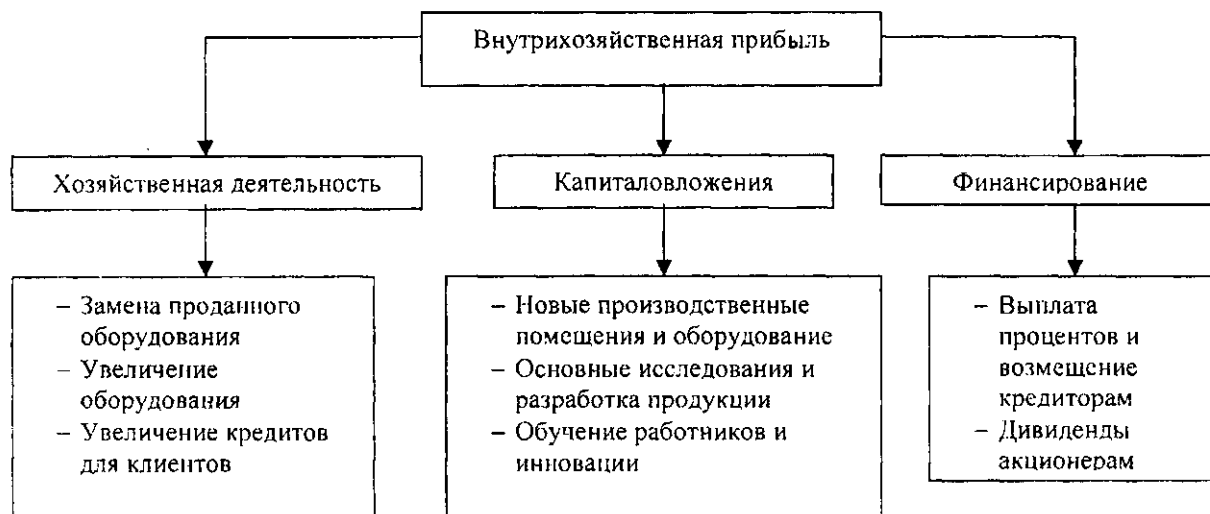 Внутрихозяйственная прибыль
Хозяйственная деятельность
Капиталовложения
Финансирование
– Замена проданного
оборудования
– Увеличение
оборудования
– Увеличение кредитов
для клиентов
– Новые производственные
помещения и оборудование
– Основные исследования и
разработка продукции
– Обучение работников и
инновации
– Выплата
процентов и
возмещение
кредиторам
– Дивиденды
акционерам